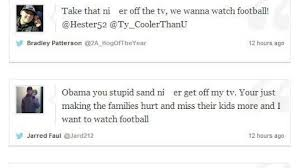 Take that ni er off the tv, we wanna watch football!
@Hester52 @Ty_CoolerThanU
Bradley Patterson @7A_HogOfTheYear 12 hours ago
Obama you stupid sand ni er get off my tv. Your just
making the families hurt and miss their kids more and I
want to watch football
Jarred Faul @Jard212 12 hours ago